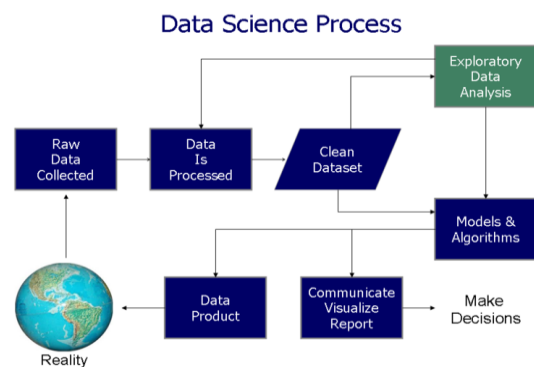 Data Science Process
Exploratory
Data
Analysis
Raw
Data
Collected
Data
Is
Processed
Clean
Dataset
Models &
Algorithms
Data
Product
Communicate
Visualize
Report
Make
Decisions
Reality